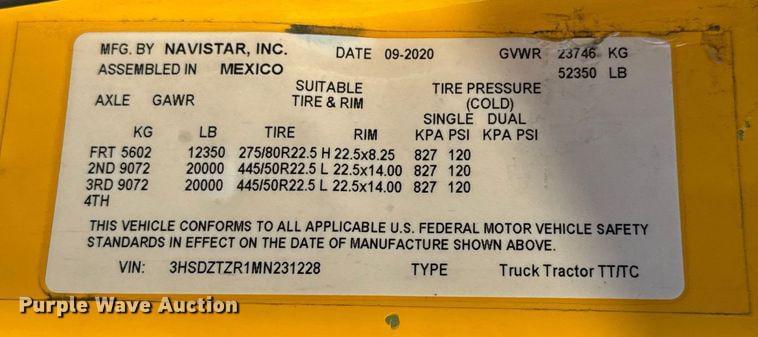 MFG. BY NAVISTAR, INC. DATE 09-2020 GVWR 23746 KG
ASSEMBLED IN MEXICO 52350 LB
SUITABLE TIRE PRESSURE
AXLE GAWR TIRE & RIM (COLD)
SINGLE DUAL
KG LB TIRE RIM KPA PSI KPA PSI
FRT 5602 12350 275/80R22.5 H 22.5x8.25 827 120
2ND 9072 20000 445/50R22.5 L 22.5x14.00 827 120
3RD 9072 20000 445/50R22.5 L 22.5x14.00 827 120
4TH
THIS VEHICLE CONFORMS TO ALL APPLICABLE U.S. FEDERAL MOTOR VEHICLE SAFETY
STANDARDS IN EFFECT ON THE DATE OF MANUFACTURE SHOWN ABOVE.
VIN: 3HSDZTZR1MN231228 TYPE Truck Tractor TT/TC
Purple Wave Auction